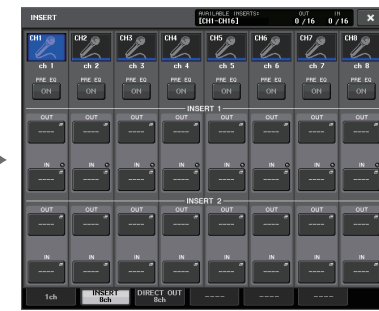 INSERT
AVAILABLE INSERTS:
[CH1-CH16]
OUT
0 /16
IN
0 /16
CH1 CH2 CH3 CH4 CH5 CH6 CH7 CH8
ch 1 ch 2 ch 3 ch 4 ch 5 ch 6 ch 7 ch 8
PRE EQ PRE EQ PRE EQ PRE EQ PRE EQ PRE EQ PRE EQ PRE EQ
ON ON ON ON ON ON ON ON
INSERT 1
OUT OUT OUT OUT OUT OUT OUT OUT
---- ---- ---- ---- ---- ---- ---- ----
IN IN IN IN IN IN IN IN
---- ---- ---- ---- ---- ---- ---- ----
INSERT 2
OUT OUT OUT OUT OUT OUT OUT OUT
---- ---- ---- ---- ---- ---- ---- ----
IN IN IN IN IN IN IN IN
---- ---- ---- ---- ---- ---- ---- ----
1ch
INSERT
8ch
DIRECT OUT
8ch
---- ---- ----